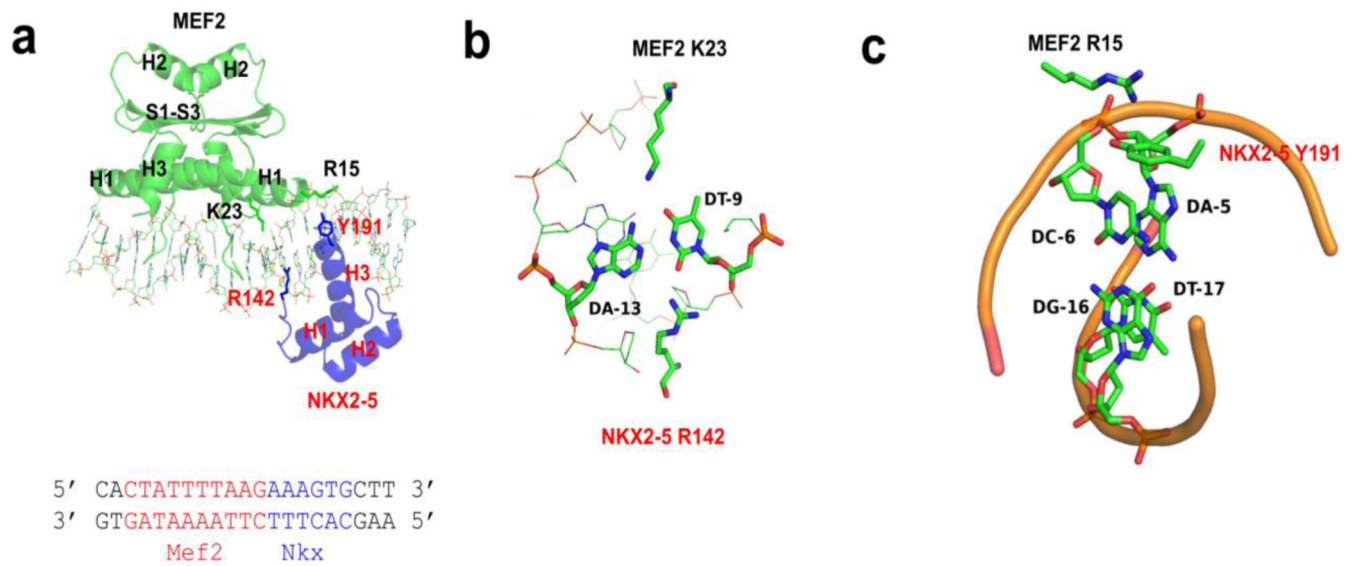 a
MEF2
H2 H2
S1-S3
H1 H3 H1 R15
K23
Y191
H3
R142
H1
H2
NKX2-5
5′ CACTATTTTAAGAAAGTGCTT 3′
3′ GTGATAAAATTCTTTCACGAA 5′
Mef2 Nkx
b
MEF2 K23
DT-9
DA-13
NKX2-5 R142
c
MEF2 R15
NKX2-5 Y191
DA-5
DC-6
DT-17
DG-16